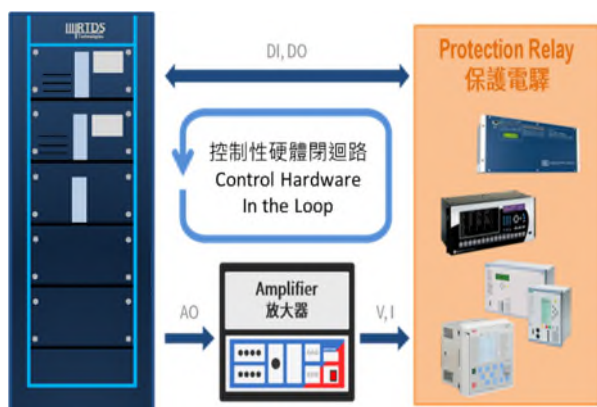 RTDS
Technologies
DI, DO
Protection Relay
保護電驛
控制性硬體閉迴路
Control Hardware
In the Loop
Amplifier
放大器
AO
V, I